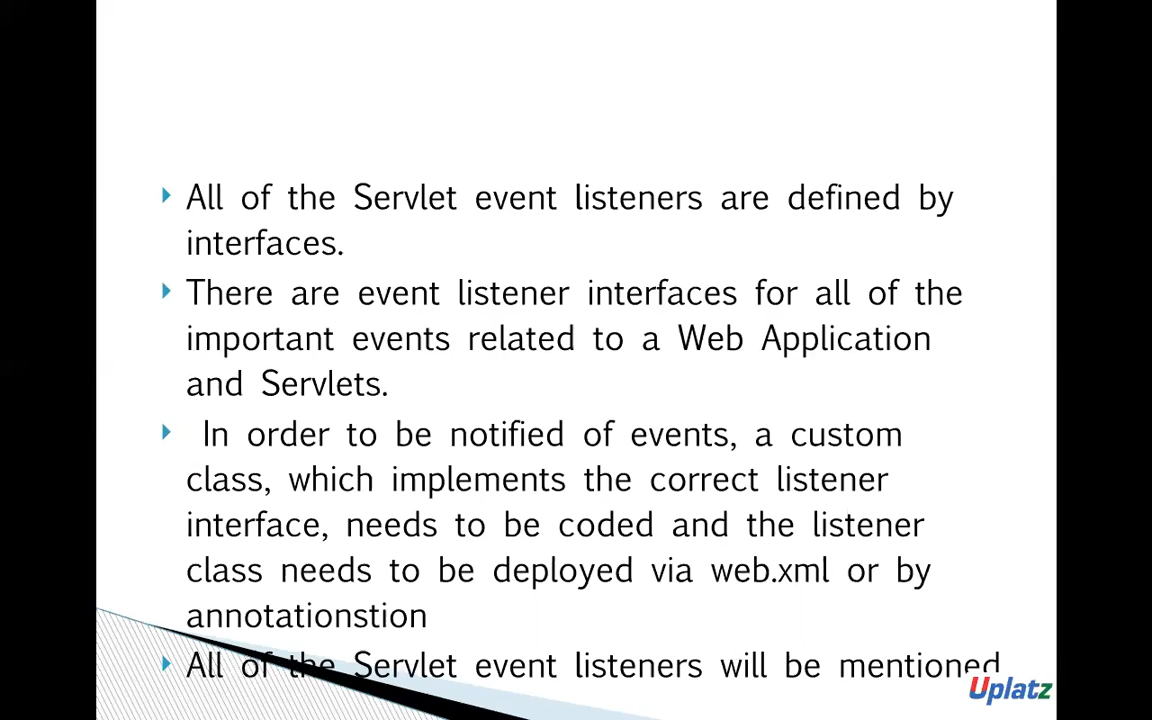 All of the Servlet event listeners are defined by
interfaces.
There are event listener interfaces for all of the
important events related to a Web Application
and Servlets.
In order to be notified of events, a custom
class, which implements the correct listener
interface, needs to be coded and the listener
class needs to be deployed via web.xml or by
annotationstion
All of the Servlet event listeners will be mentioned
Uplatz